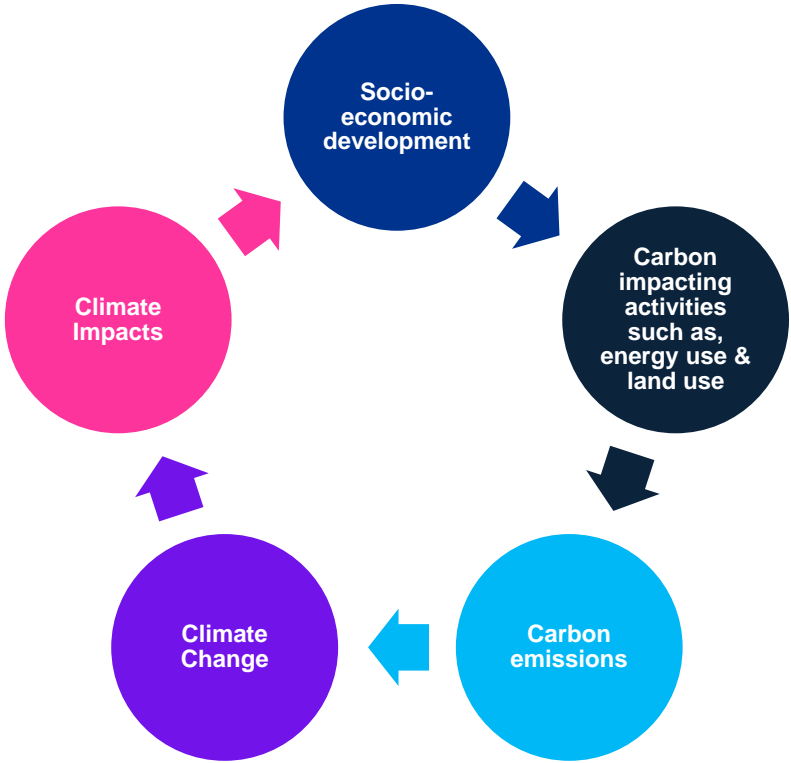 Socio-
economic
development
Carbon
impacting
activities
such as,
energy use &
land use
Carbon
emissions
Climate
Change
Climate
Impacts